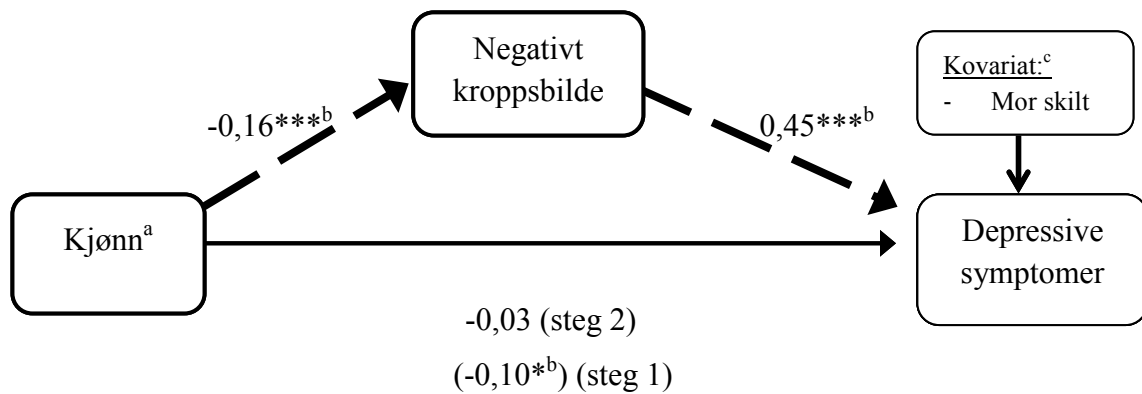 Negativt
kroppsbilde
Kovariat:ᶜ
- Mor skilt
-0,16***ᵇ
0,45***ᵇ
Kjønnᵃ
Depressive
symptomer
-0,03 (steg 2)
(-0,10*ᵇ) (steg 1)